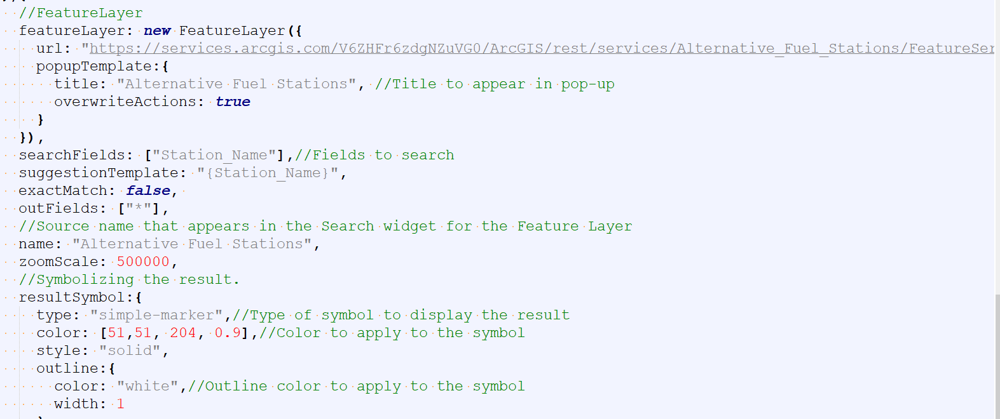 //FeatureLayer
featureLayer: new FeatureLayer({
url: "https://services.arcgis.com/V6ZHFr6zdgNZuVG0/ArcGIS/rest/services/Alternative_Fuel_Stations/FeatureSer
popupTemplate:{
title: "Alternative Fuel Stations", //Title to appear in pop-up
overwriteActions: true
}
}),
searchFields: ["Station_Name"],//Fields to search
suggestionTemplate: "{Station_Name}",
exactMatch: false,
outFields: ["*"],
//Source name that appears in the Search widget for the Feature Layer
name: "Alternative Fuel Stations",
zoomScale: 500000,
//Symbolizing the result.
resultSymbol:{
type: "simple-marker",//Type of symbol to display the result
color: [51,51, 204, 0.9],//Color to apply to the symbol
style: "solid",
outline:{
color: "white",//Outline color to apply to the symbol
width: 1